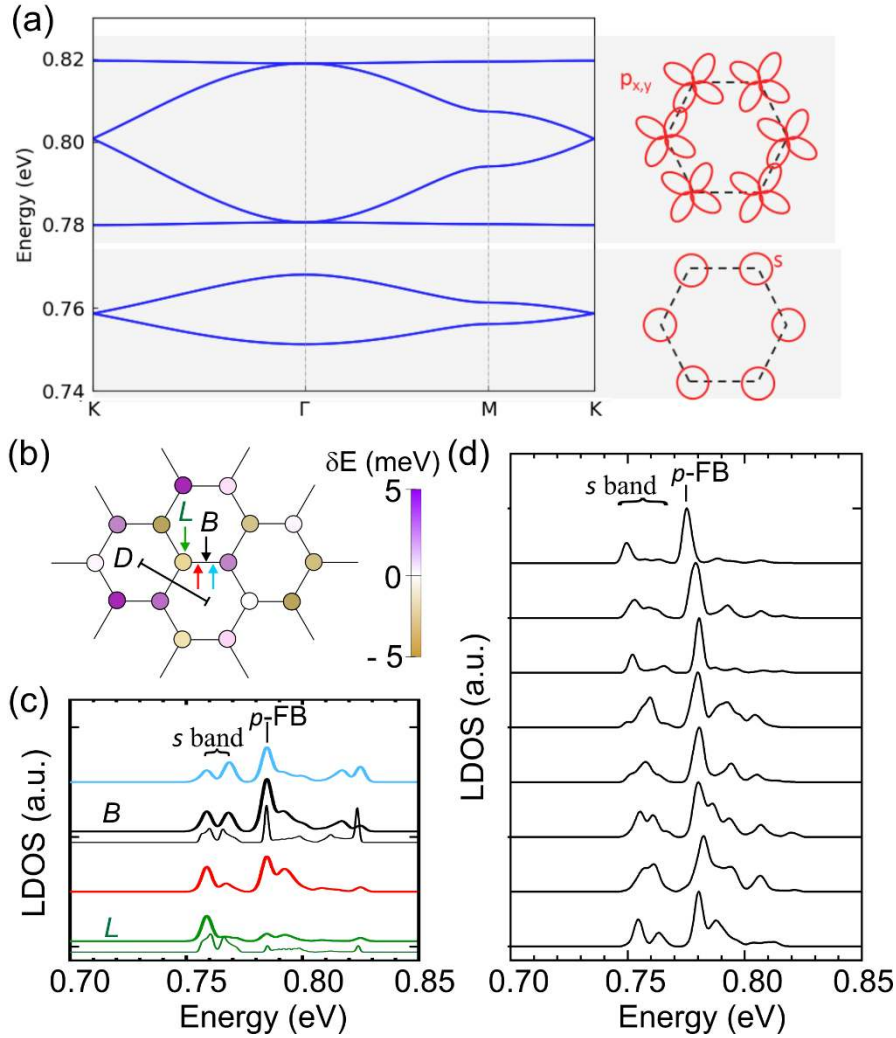 (a)
0.82
0.80
0.78
0.76
0.74
Energy (eV)
K
Γ
M
K
p x,y
s
(b)
δE (meV)
5
0
- 5
L
B
D
(c)
p-FB
s band
B
L
LDOS (a.u.)
0.70
0.75
0.80
0.85
Energy (eV)
(d)
p-FB
s band
LDOS (a.u.)
0.70
0.75
0.80
0.85
Energy (eV)